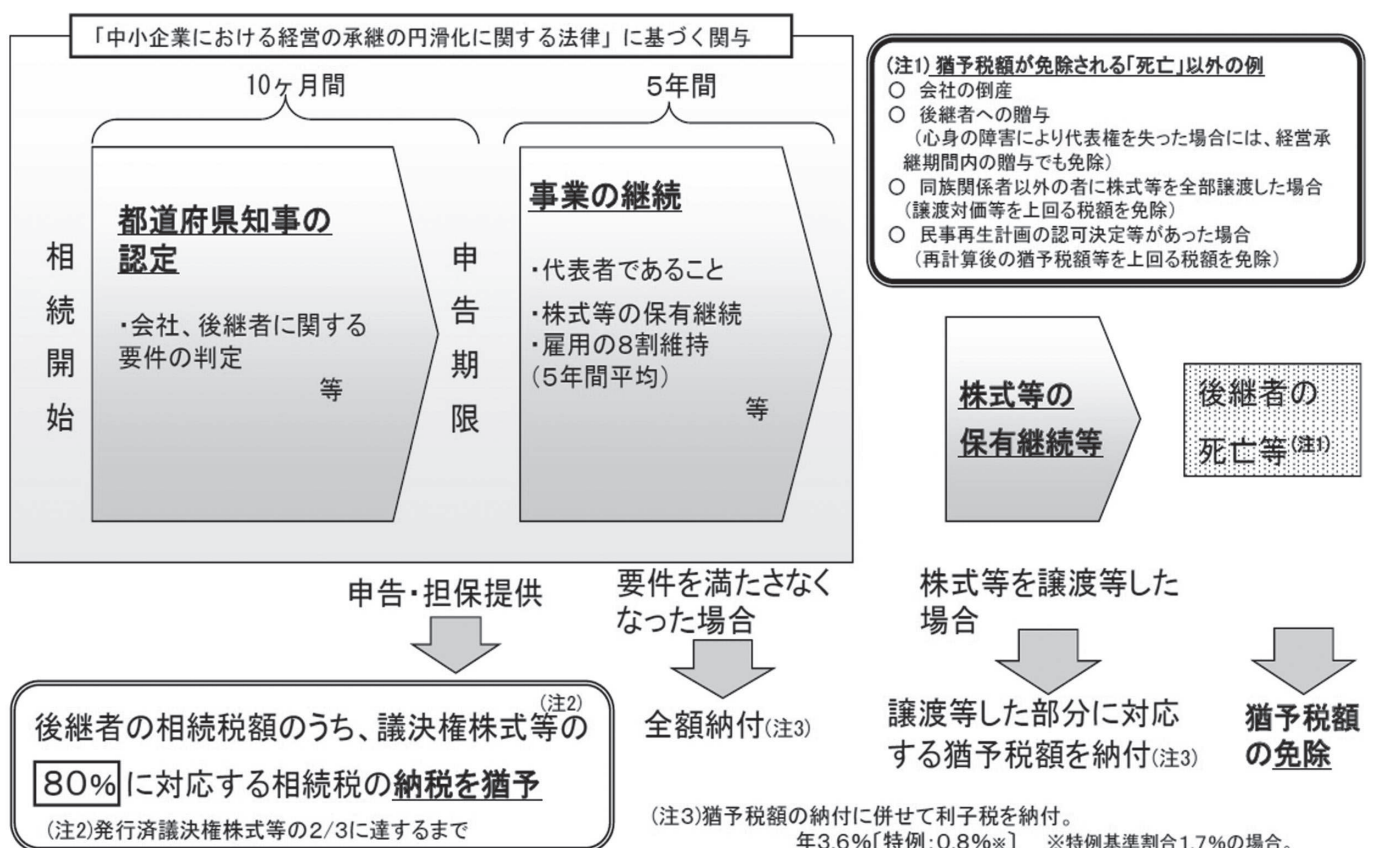 「中小企業における経営の承継の円滑化に関する法律」に基づく関与
10ヶ月間
5年間
相続開始
都道府県知事の
認定
・会社、後継者に関する
要件の判定
等
申告期限
事業の継続
・代表者であること
・株式等の保有継続
・雇用の8割維持
(5年間平均)
等
(注1) 猶予税額が免除される「死亡」以外の例
○ 会社の倒産
○ 後継者への贈与
(心身の障害により代表権を失った場合には、経営承
継期間内の贈与でも免除)
○ 同族関係者以外の者に株式等を全部譲渡した場合
(譲渡対価等を上回る税額を免除)
○ 民事再生計画の認可決定等があった場合
(再計算後の猶予税額等を上回る税額を免除)
株式等の
保有継続等
後継者の
死亡等(注1)
申告・担保提供
要件を満たさなく
なった場合
株式等を譲渡等した
場合
(注2)
後継者の相続税額のうち、議決権株式等の
80%に対応する相続税の納税を猶予
(注2)発行済議決権株式等の2/3に達するまで
全額納付(注3)
譲渡等した部分に対応
する猶予税額を納付(注3)
猶予税額
の免除
(注3)猶予税額の納付に併せて利子税を納付。
年3.6%[特例:0.8%※] ※特例基準割合1.7%の場合。